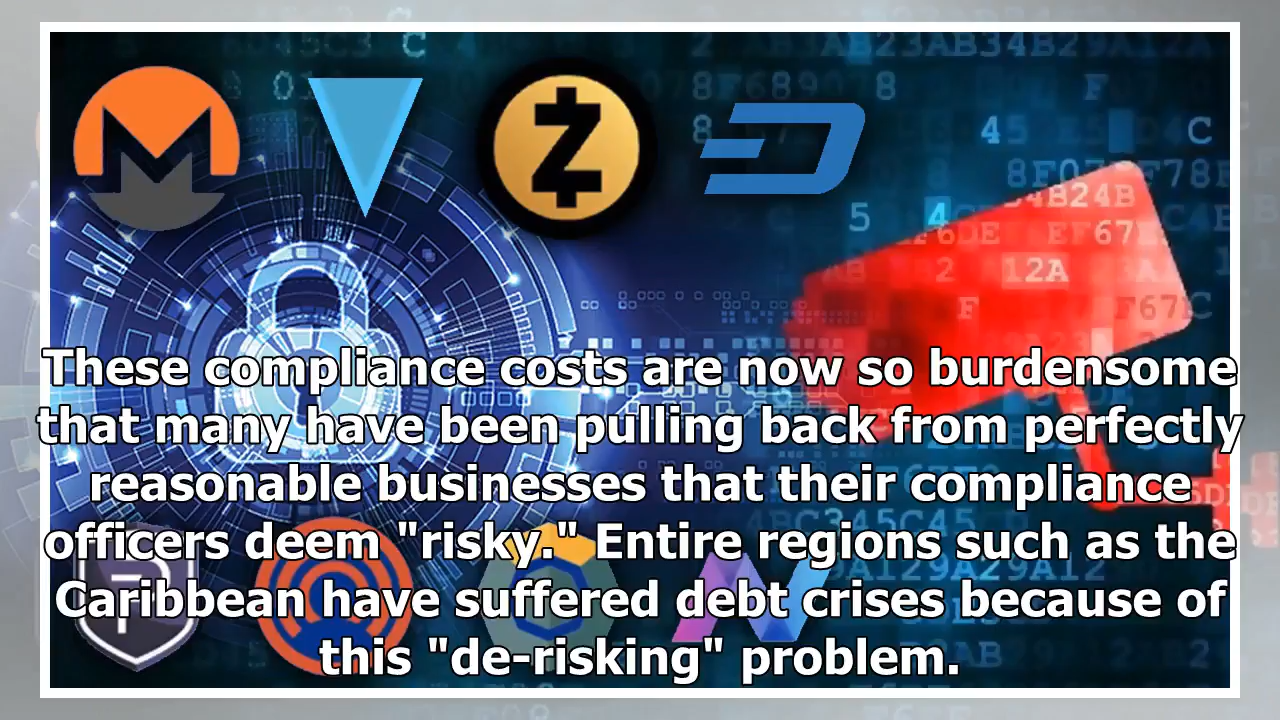 These compliance costs are now so burdensome
that many have been pulling back from perfectly
reasonable businesses that their compliance
officers deem "risky." Entire regions such as the
Caribbean have suffered debt crises because of
this "de-risking" problem.